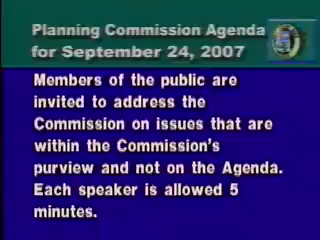 Planning Commission Agenda
for September 24, 2007
Members of the public are
invited to address the
Commission on issues that are
within the Commission's
purview and not on the Agenda.
Each speaker is allowed 5
minutes.